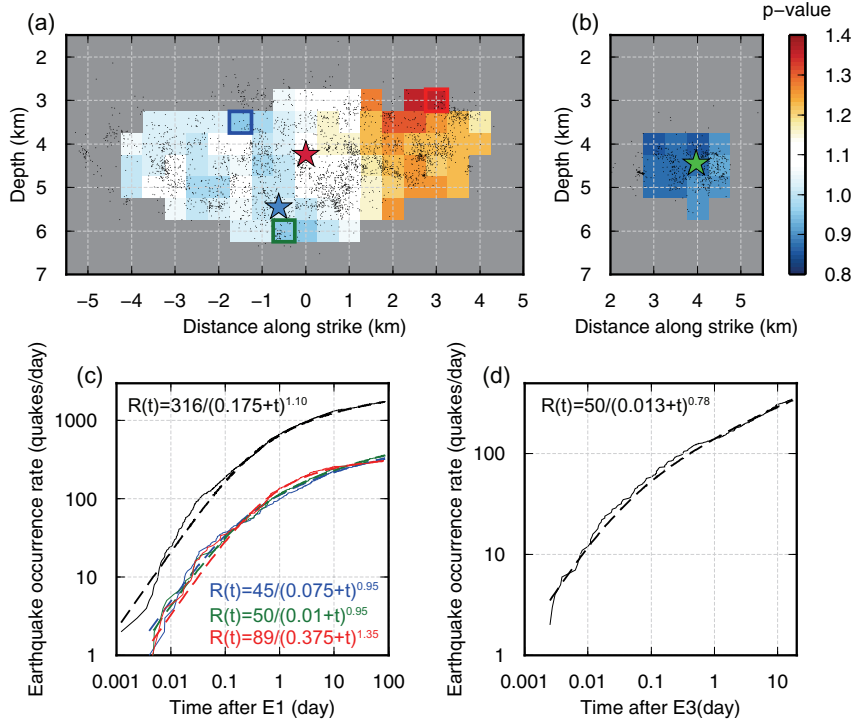 (a)
(b)
p-value
Depth (km)
2
3
4
5
6
7
−5 −4 −3 −2 −1 0 1 2 3 4 5
Distance along strike (km)
Depth (km)
2
3
4
5
6
7
2 3 4 5
Distance along strike (km)
1.4
1.3
1.2
1.1
1.0
0.9
0.8
(c)
Earthquake occurrence rate (quakes/day)
1000
100
10
1
R(t)=316/(0.175+t)^1.10
R(t)=45/(0.075+t)^0.95
R(t)=50/(0.01+t)^0.95
R(t)=89/(0.375+t)^1.35
0.001 0.01 0.1 1 10 100
Time after E1 (day)
(d)
Earthquake occurrence rate (quakes/day)
100
10
1
R(t)=50/(0.013+t)^0.78
0.001 0.01 0.1 1 10
Time after E3(day)